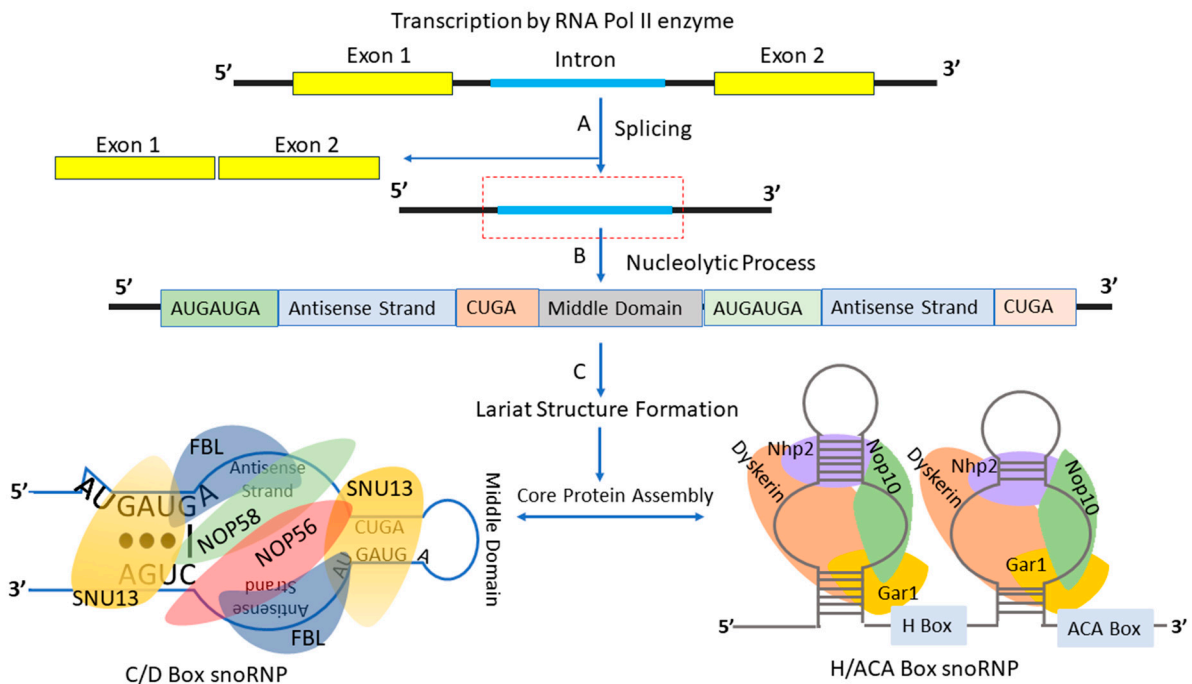 Transcription by RNA Pol II enzyme
5’ Exon 1 Intron Exon 2 3’
A Splicing
Exon 1 Exon 2
5’ 3’
B Nucleolytic Process
5’ 3’
AUGAUGA Antisense Strand CUGA Middle Domain AUGAUGA Antisense Strand CUGA
C
Lariat Structure Formation
Core Protein Assembly
FBL
Antisense
Strand
5’ AUGAUGA
SNU13
NOP58
NOP56
CUGA
AUGAUGA
AGUC
3’ SNU13
Strand
Antisense
FBL
Middle Domain
C/D Box snoRNP
Dyskerin Nhp2 Nop10
Gar1
Dyskerin Nhp2 Nop10
Gar1
5’ H Box ACA Box 3’
H/ACA Box snoRNP